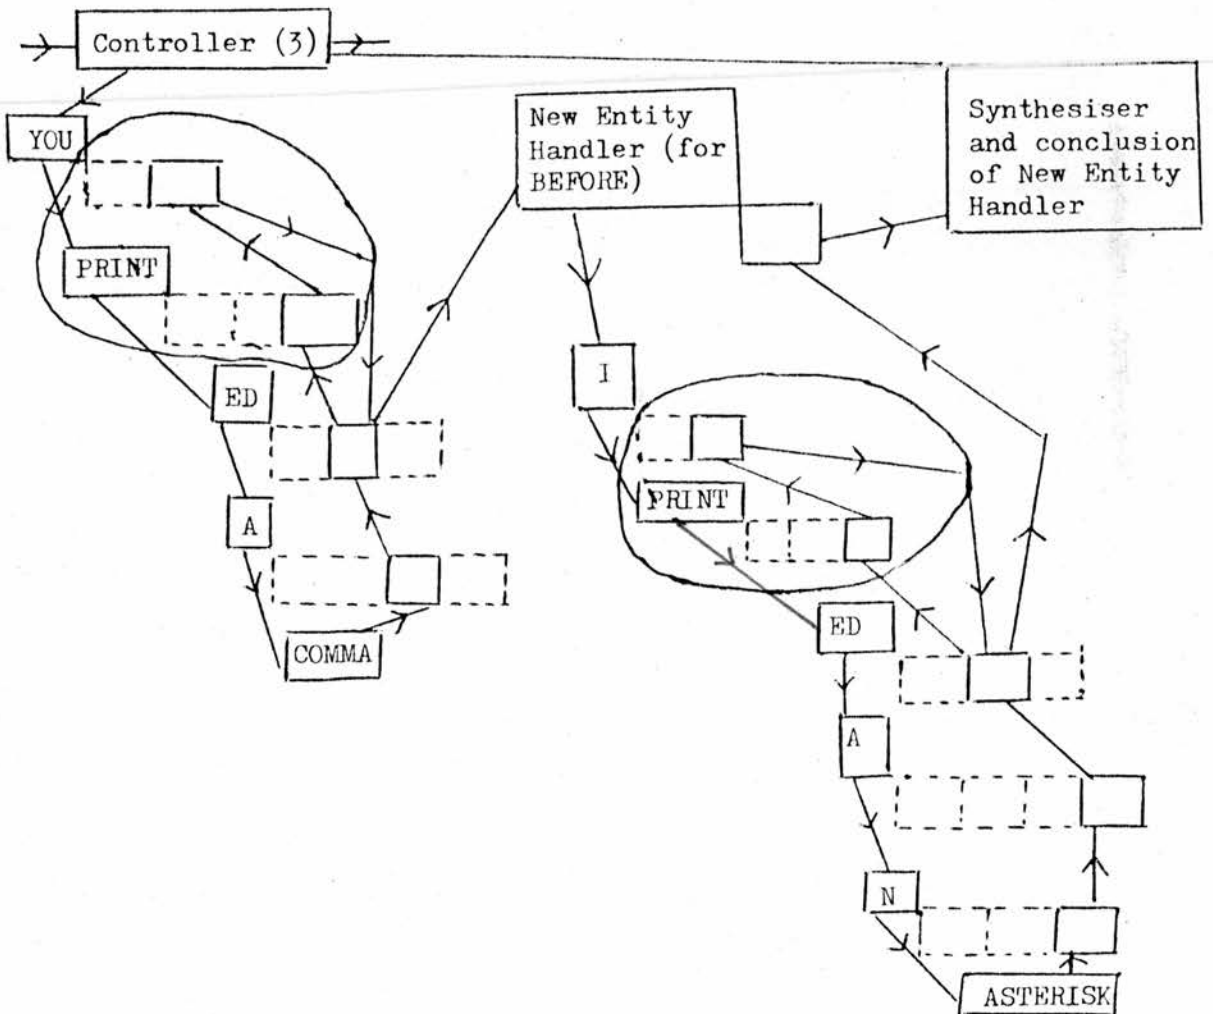 Controller (3)
YOU
PRINT
ED
A
COMMA
New Entity
Handler (for
BEFORE)
I
PRINT
ED
A
N
ASTERISK
Synthesiser
and conclusion
of New Entity
Handler